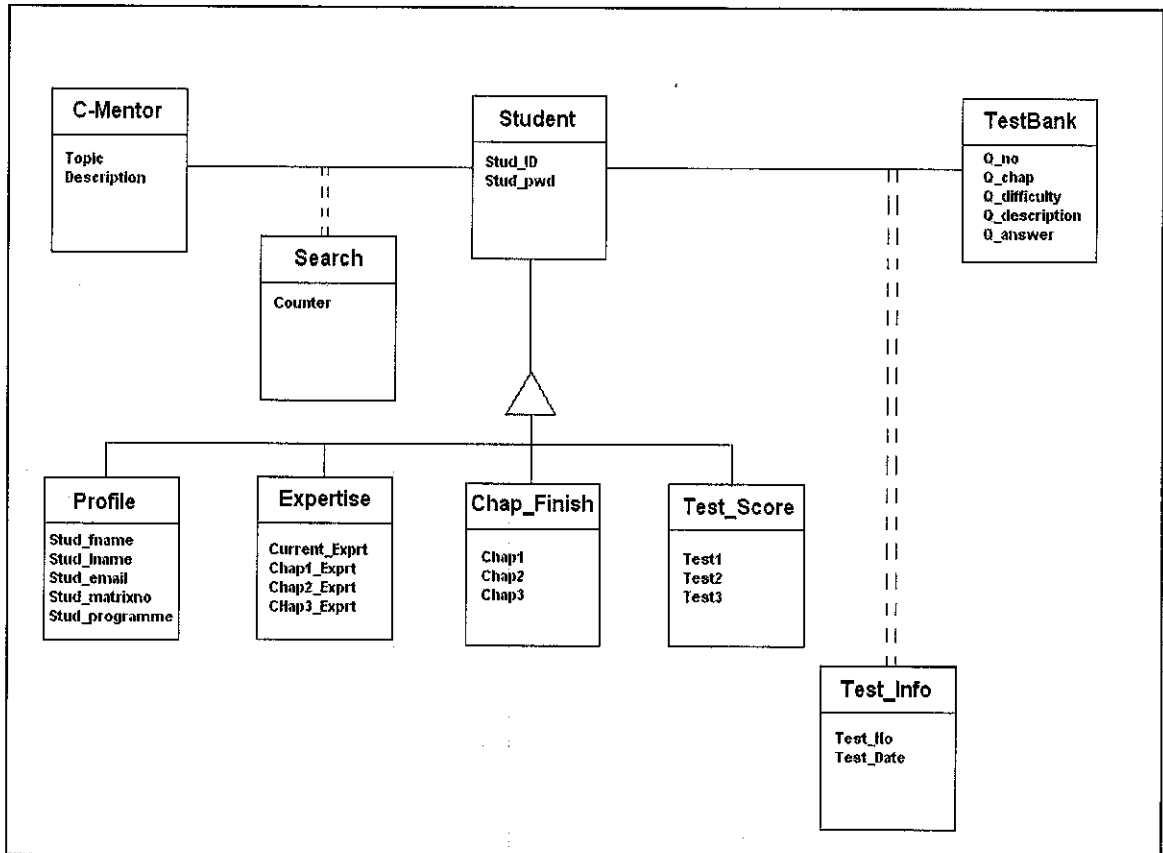 C-Mentor
Topic
Description
Student
Stud_ID
Stud_pwd
TestBank
Q_no
Q_chap
Q_difficulty
Q_description
Q_answer
Search
Counter
Profile
Stud_fname
Stud_lname
Stud_email
Stud_matrixno
Stud_programme
Expertise
Current_Exprt
Chap1_Exprt
Chap2_Exprt
CHap3_Exprt
Chap_Finish
Chap1
Chap2
Chap3
Test_Score
Test1
Test2
Test3
Test_Info
Test_No
Test_Date